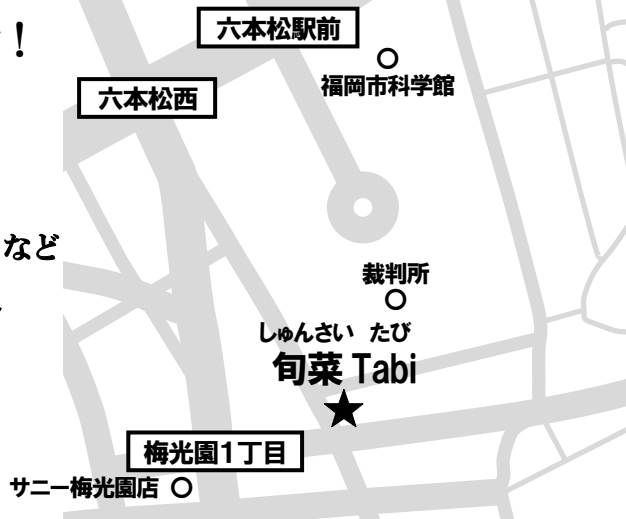 ！
六本松駅前
福岡市科学館
六本松西
など
裁判所
しゅんさい たび
旬菜 Tabi
★
梅光園1丁目
サニー梅光園店